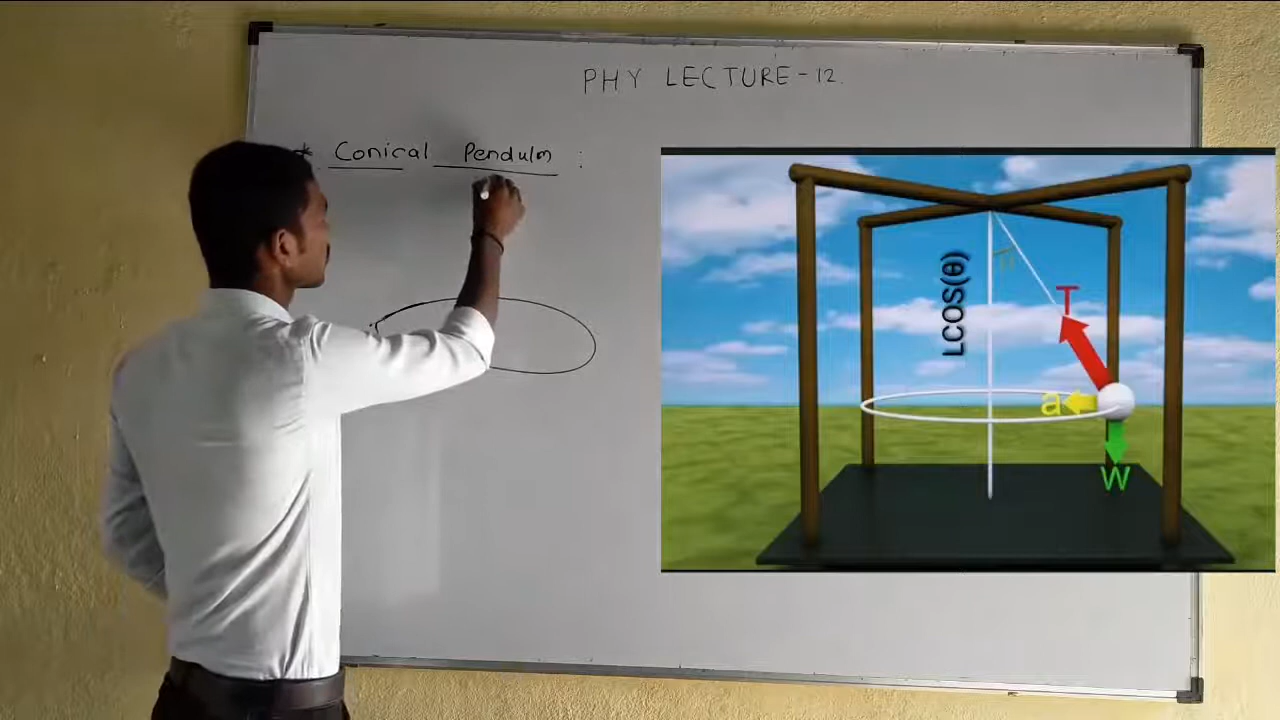 PHY LECTURE - 12.
* Conical Pendulm :
LCOS(θ)
T
a
W